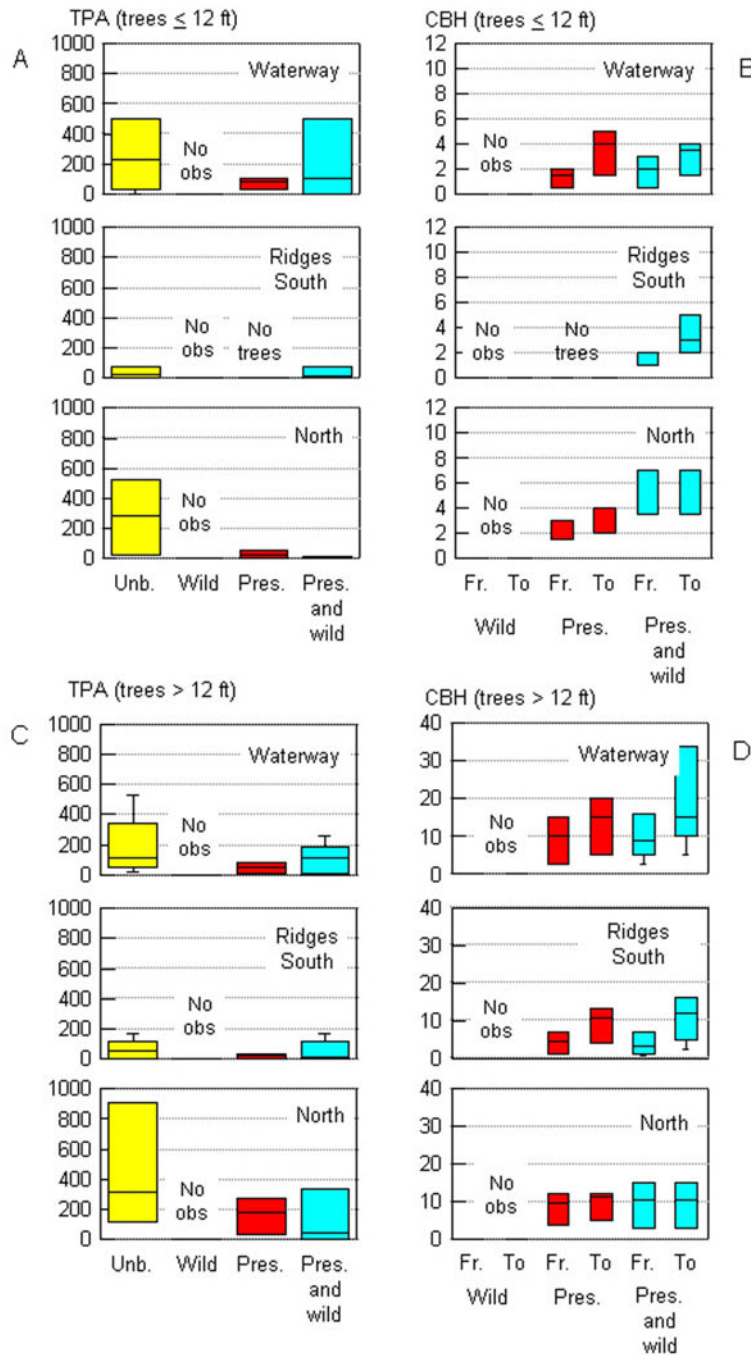 TPA (trees ≤ 12 ft)
A
1000
800
600
400
200
0
Waterway
No
obs
1000
800
600
400
200
0
Ridges
South
No
obs
No
trees
1000
800
600
400
200
0
North
No
obs
Unb. Wild Pres. Pres.
and
wild
CBH (trees ≤ 12 ft)
B
12
10
8
6
4
2
0
Waterway
No
obs
12
10
8
6
4
2
0
Ridges
South
No
obs
No
trees
12
10
8
6
4
2
0
North
No
obs
Fr. To Fr. To Fr. To
Wild Pres. Pres.
and
wild
TPA (trees > 12 ft)
C
1000
800
600
400
200
0
Waterway
No
obs
1000
800
600
400
200
0
Ridges
South
No
obs
1000
800
600
400
200
0
North
No
obs
Unb. Wild Pres. Pres.
and
wild
CBH (trees > 12 ft)
D
40
30
20
10
0
Waterway
No
obs
40
30
20
10
0
Ridges
South
No
obs
40
30
20
10
0
North
No
obs
Fr. To Fr. To Fr. To
Wild Pres. Pres.
and
wild